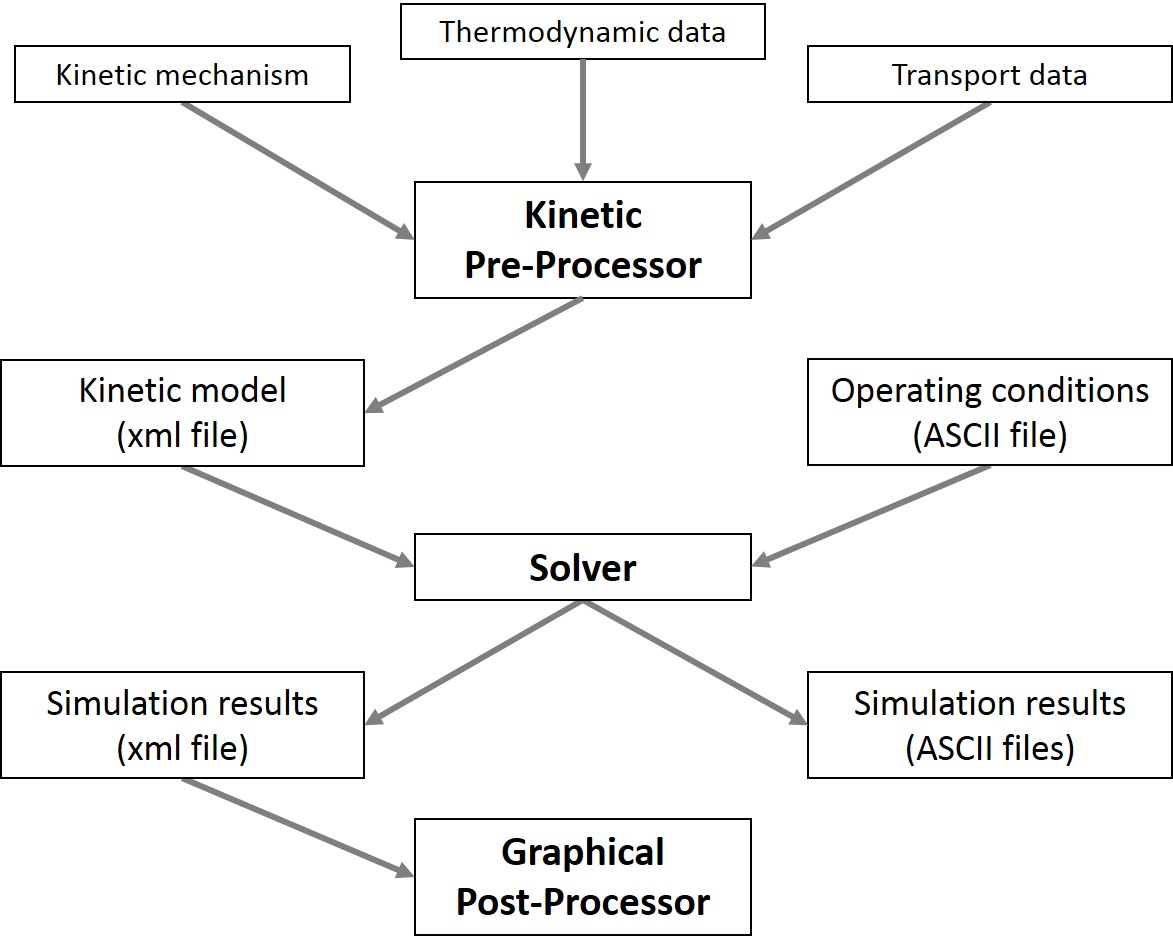 Thermodynamic data
Kinetic mechanism
Transport data
Kinetic
Pre-Processor
Kinetic model
(xml file)
Operating conditions
(ASCII file)
Solver
Simulation results
(xml file)
Simulation results
(ASCII files)
Graphical
Post-Processor